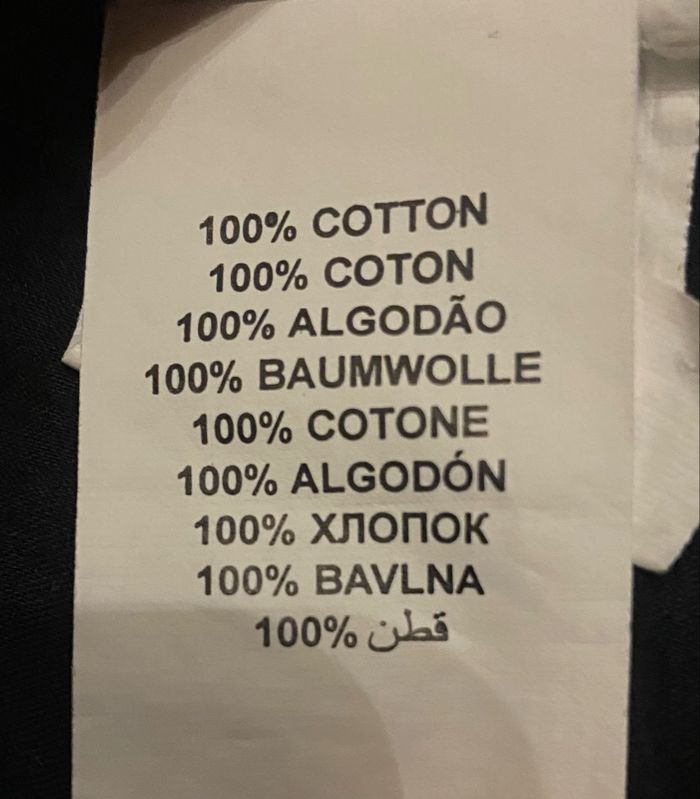 100% COTTON
100% COTON
100% ALGODÃO
100% BAUMWOLLE
100% COTONE
100% ALGODÓN
100% ХЛОПОК
100% BAVLNA
100% قطن